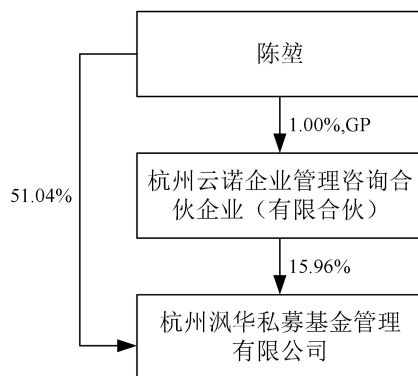 陈堃
1.00%,GP
杭州云诺企业管理咨询合
伙企业（有限合伙）
51.04%
15.96%
杭州沨华私募基金管理
有限公司